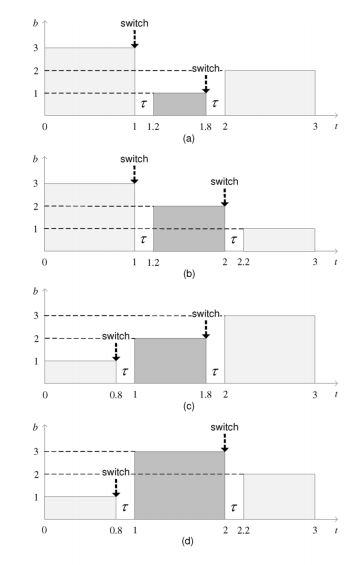 b
switch
3
switch
2
1
τ
τ
0
1
1.2
1.8
2
3
t
(a)
b
switch
3
switch
2
1
τ
τ
0
1
1.2
2
2.2
3
t
(b)
b
switch
3
switch
2
1
τ
τ
0
0.8
1
1.8
2
3
t
(c)
b
switch
3
switch
2
1
τ
τ
0
0.8
1
2
2.2
3
t
(d)